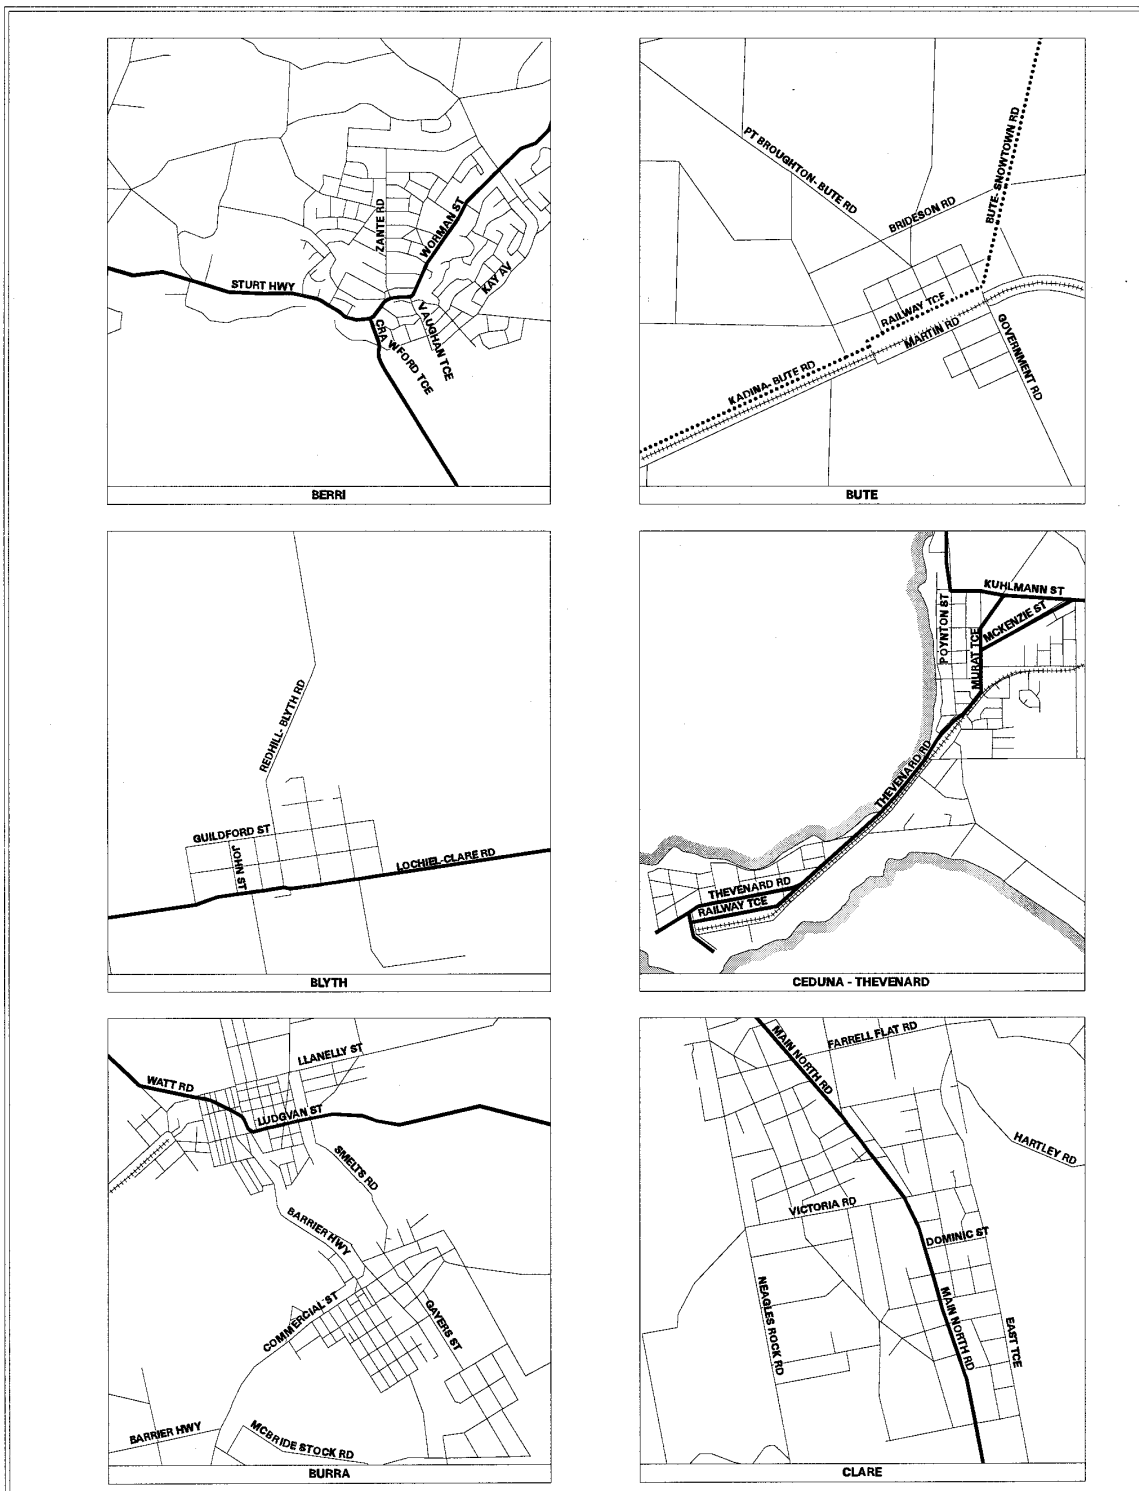 ZANTE RD
WORMAN ST
KAY AV
STURT HWY
VAUGHAN TCE
CRAWFORD TCE
BERRI
PT BROUGHTON- BUTE RD
BUTE- SNOWTOWN RD
BRIDESON RD
RAILWAY TCE
MARTIN RD
GOVERNMENT RD
KADINA- BUTE RD
BUTE
REDHILL- BLYTH RD
GUILDFORD ST
JOHN ST
LOCHIEL-CLARE RD
BLYTH
KUHLMANN ST
POYNTON ST
MCKENZIE ST
MURAT TCE
THEVENARD RD
THEVENARD RD
RAILWAY TCE
CEDUNA - THEVENARD
LLANELLY ST
WATT RD
LUDGVAN ST
SMELTS RD
BARRIER HWY
COMMERCIAL ST
GAYERS ST
BARRIER HWY
MCBRIDE STOCK RD
BURRA
MAIN NORTH RD
FARRELL FLAT RD
HARTLEY RD
VICTORIA RD
DOMINIC ST
NEAGLES ROCK RD
MAIN NORTH RD
EAST TCE
CLARE